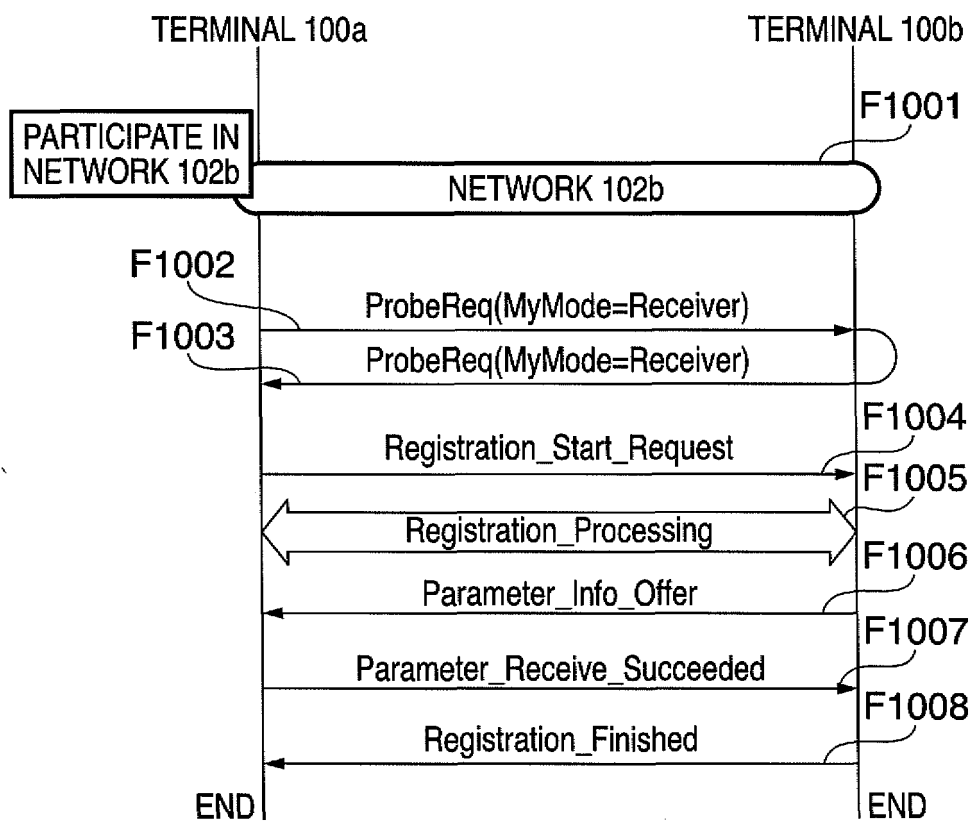 TERMINAL 100a
TERMINAL 100b
F1001
PARTICIPATE IN
NETWORK 102b
NETWORK 102b
F1002
ProbeReq(MyMode=Receiver)
F1003
ProbeReq(MyMode=Receiver)
F1004
Registration_Start_Request
F1005
Registration_Processing
F1006
Parameter_Info_Offer
F1007
Parameter_Receive_Succeeded
F1008
Registration_Finished
END
END